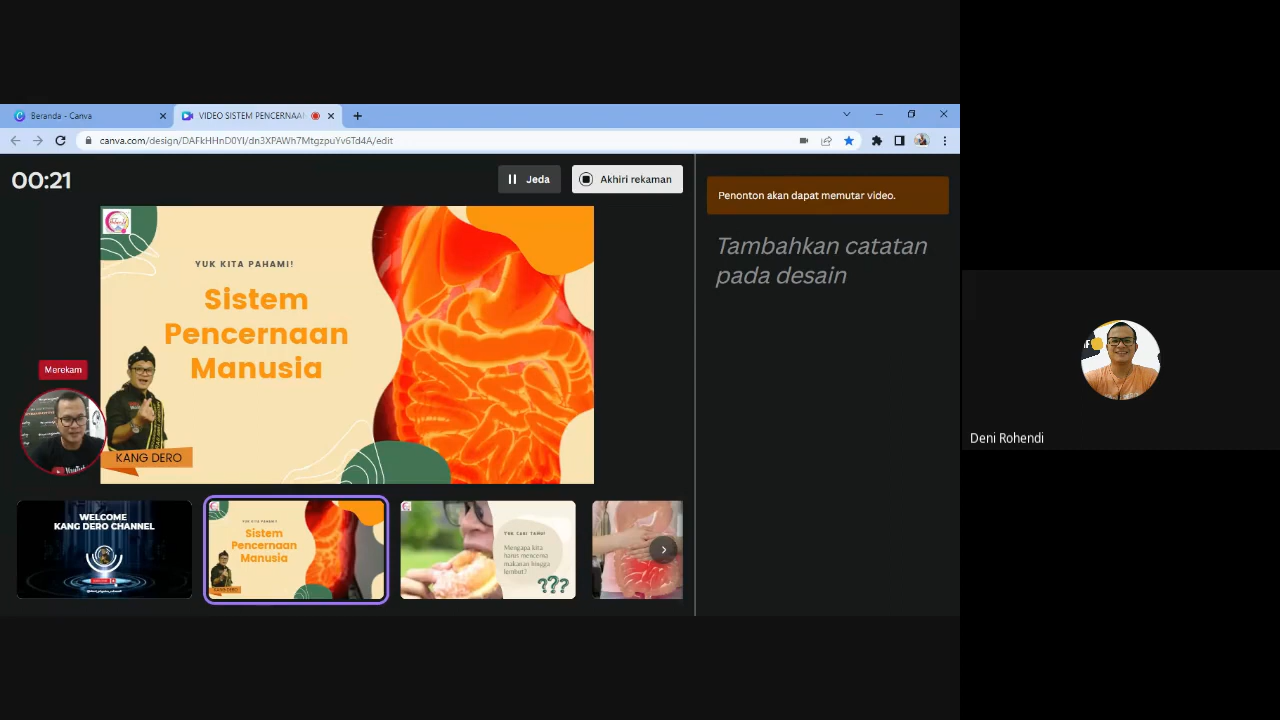 Beranda - Canva
VIDEO SISTEM PENCERNAA
canva.com/design/DAFkHHnD0YI/dn3XPAWh7MtgzpuYv6Td4A/edit
00:21
Jeda
Akhiri rekaman
Penonton akan dapat memutar video.
Tambahkan catatan
pada desain
YUK KITA PAHAMI!
Sistem
Pencernaan
Manusia
Merekam
KANG DERO
Deni Rohendi
WELCOME
KANG DERO CHANNEL
Sistem
Pencernaan
Manusia
YUK CARI TAHU!
Mengapa kita
harus mencerna
makanan hingga
lembut?
???